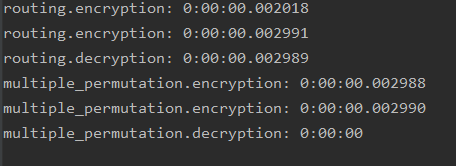 routing.encryption: 0:00:00.002018
routing.encryption: 0:00:00.002991
routing.decryption: 0:00:00.002989
multiple_permutation.encryption: 0:00:00.002988
multiple_permutation.encryption: 0:00:00.002990
multiple_permutation.decryption: 0:00:00